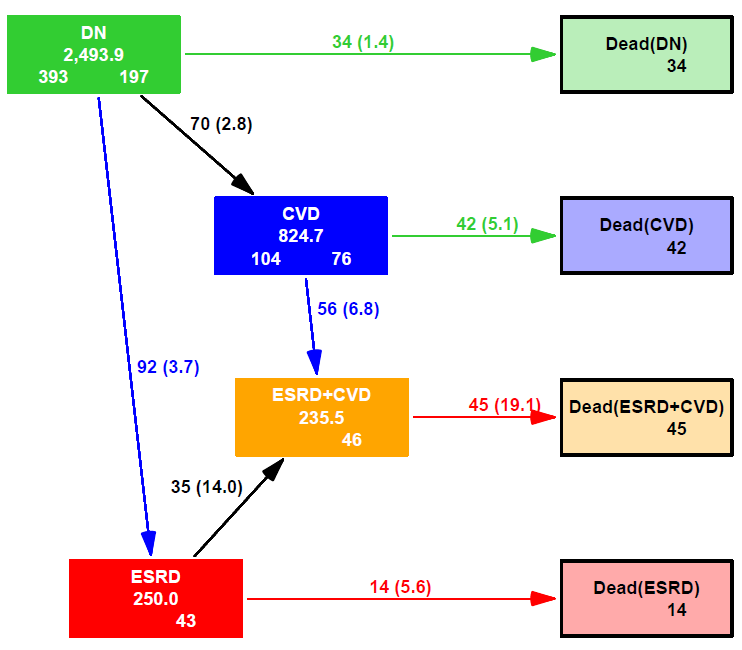 DN
2,493.9
393 197
34 (1.4)
Dead(DN)
34
70 (2.8)
CVD
824.7
104 76
42 (5.1)
Dead(CVD)
42
56 (6.8)
92 (3.7)
ESRD+CVD
235.5
46
45 (19.1)
Dead(ESRD+CVD)
45
35 (14.0)
ESRD
250.0
43
14 (5.6)
Dead(ESRD)
14